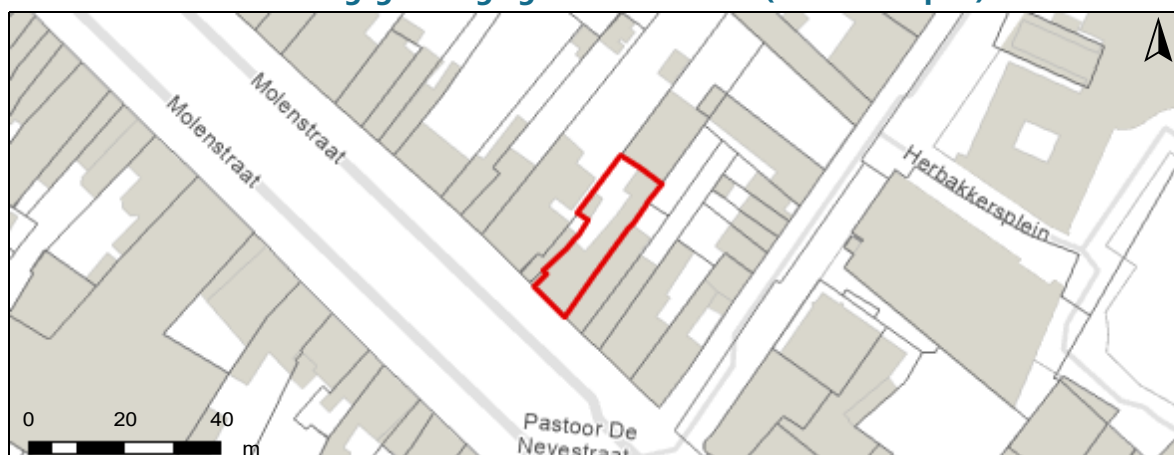 Molenstraat
Molenstraat
Herbakkersplein
Pastoor De
Nevestraat
0 20 40
m